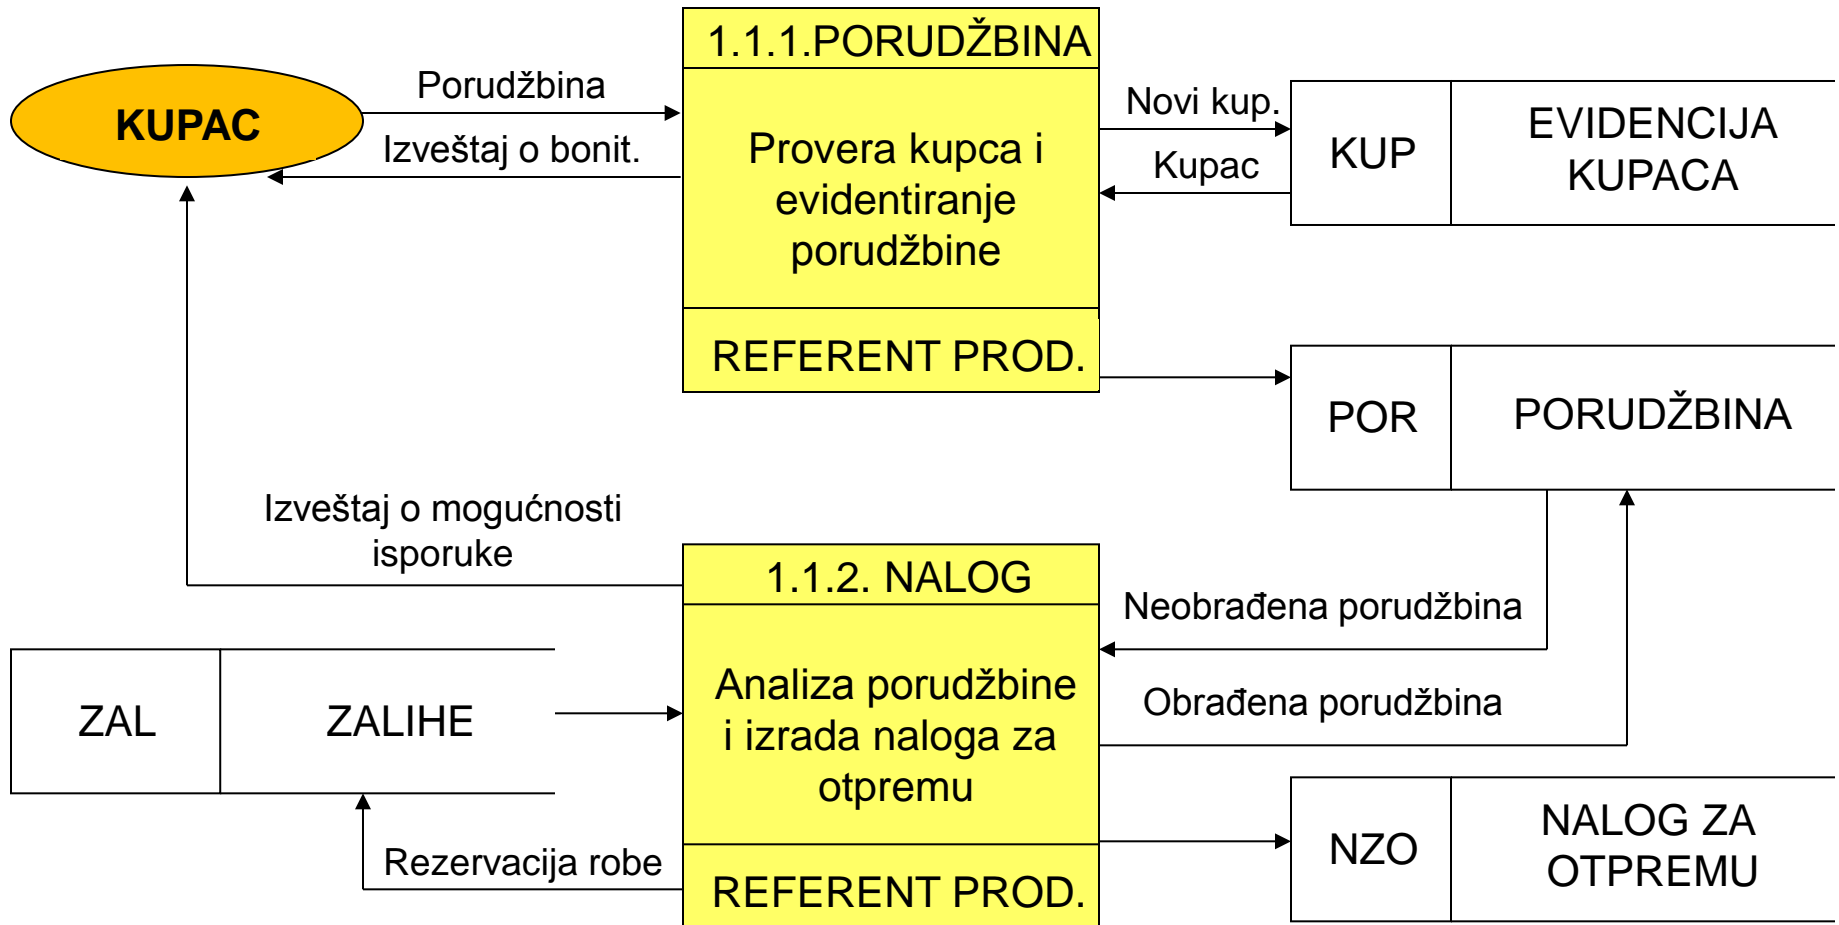 1.1.1.PORUDŽBINA
KUPAC
Porudžbina
Izveštaj o bonit.
Provera kupca i
evidentiranje
porudžbine
REFERENT PROD.
Novi kup.
Kupac
KUP
EVIDENCIJA
KUPACA
POR
PORUDŽBINA
Izveštaj o mogućnosti
isporuke
1.1.2. NALOG
Neobrađena porudžbina
ZAL
ZALIHE
Analiza porudžbine
i izrada naloga za
otpremu
Obrađena porudžbina
Rezervacija robe
REFERENT PROD.
NZO
NALOG ZA
OTPREMU